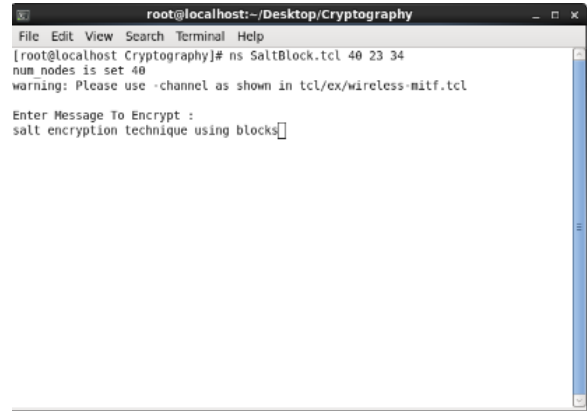 root@localhost:~/Desktop/Cryptography
File Edit View Search Terminal Help
[root@localhost Cryptography]# ns SaltBlock.tcl 40 23 34
num_nodes is set 40
warning: Please use -channel as shown in tcl/ex/wireless-mitf.tcl
Enter Message To Encrypt :
salt encryption technique using blocks